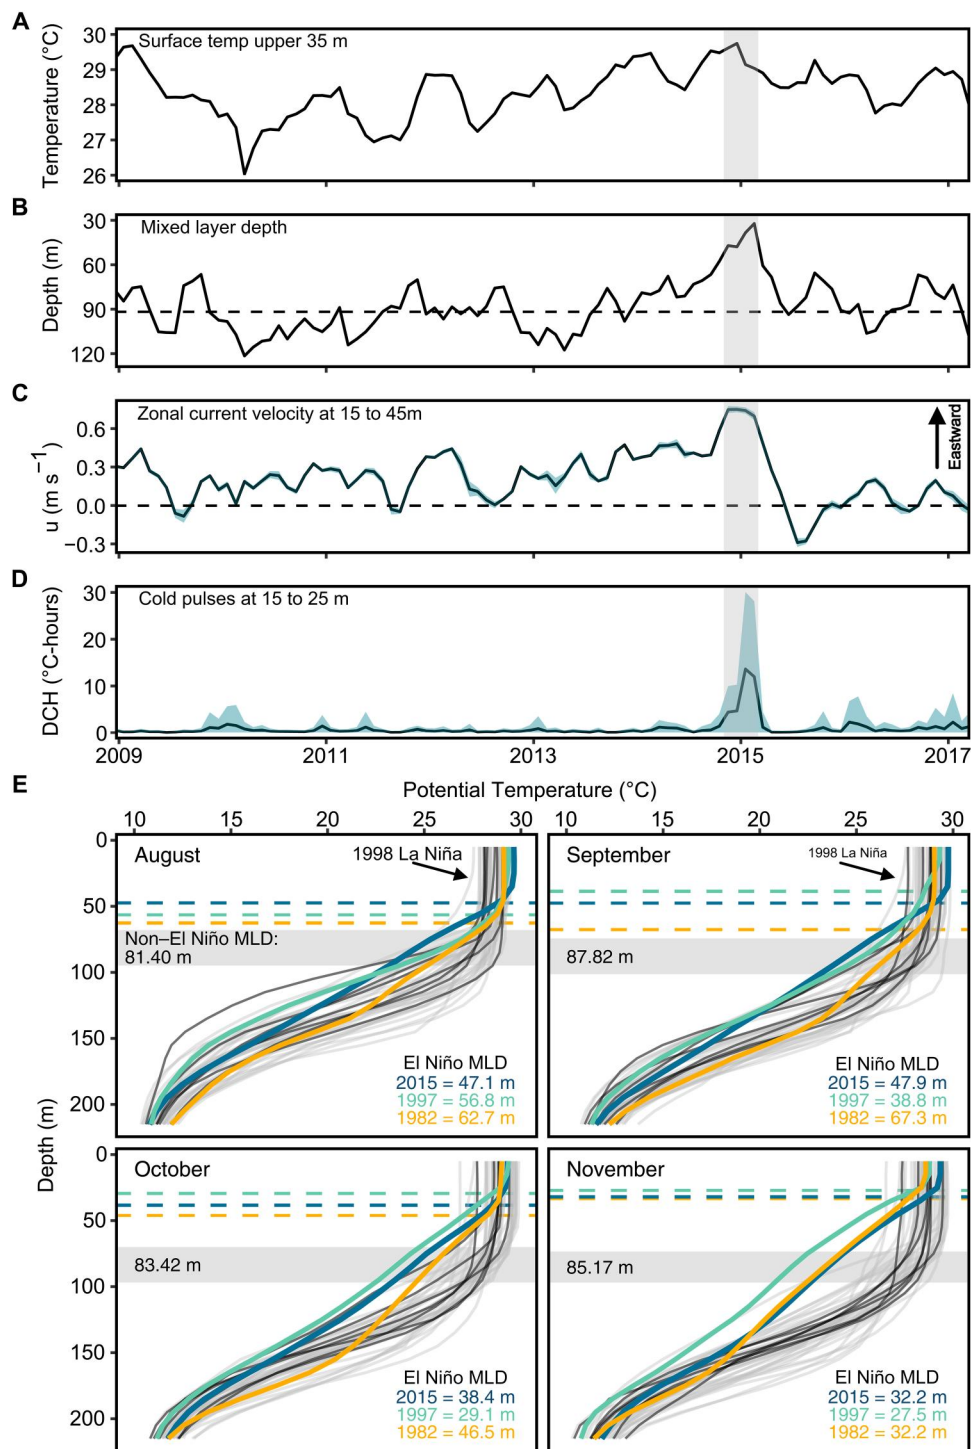 A
Surface temp upper 35 m
Temperature (°C)
30
29
28
27
26
B
Mixed layer depth
Depth (m)
30
60
90
120
C
Zonal current velocity at 15 to 45m
u (m s⁻¹)
0.6
0.3
0.0
−0.3
Eastward
D
Cold pulses at 15 to 25 m
DCH (°C-hours)
30
20
10
0
2009 2011 2013 2015 2017
E
Potential Temperature (°C)
10 15 20 25 30 10 15 20 25 30
Depth (m)
0
50
100
150
200
August
1998 La Niña
Non–El Niño MLD:
81.40 m
El Niño MLD
2015 = 47.1 m
1997 = 56.8 m
1982 = 62.7 m
September
1998 La Niña
87.82 m
El Niño MLD
2015 = 47.9 m
1997 = 38.8 m
1982 = 67.3 m
0
50
100
150
200
October
83.42 m
El Niño MLD
2015 = 38.4 m
1997 = 29.1 m
1982 = 46.5 m
November
85.17 m
El Niño MLD
2015 = 32.2 m
1997 = 27.5 m
1982 = 32.2 m